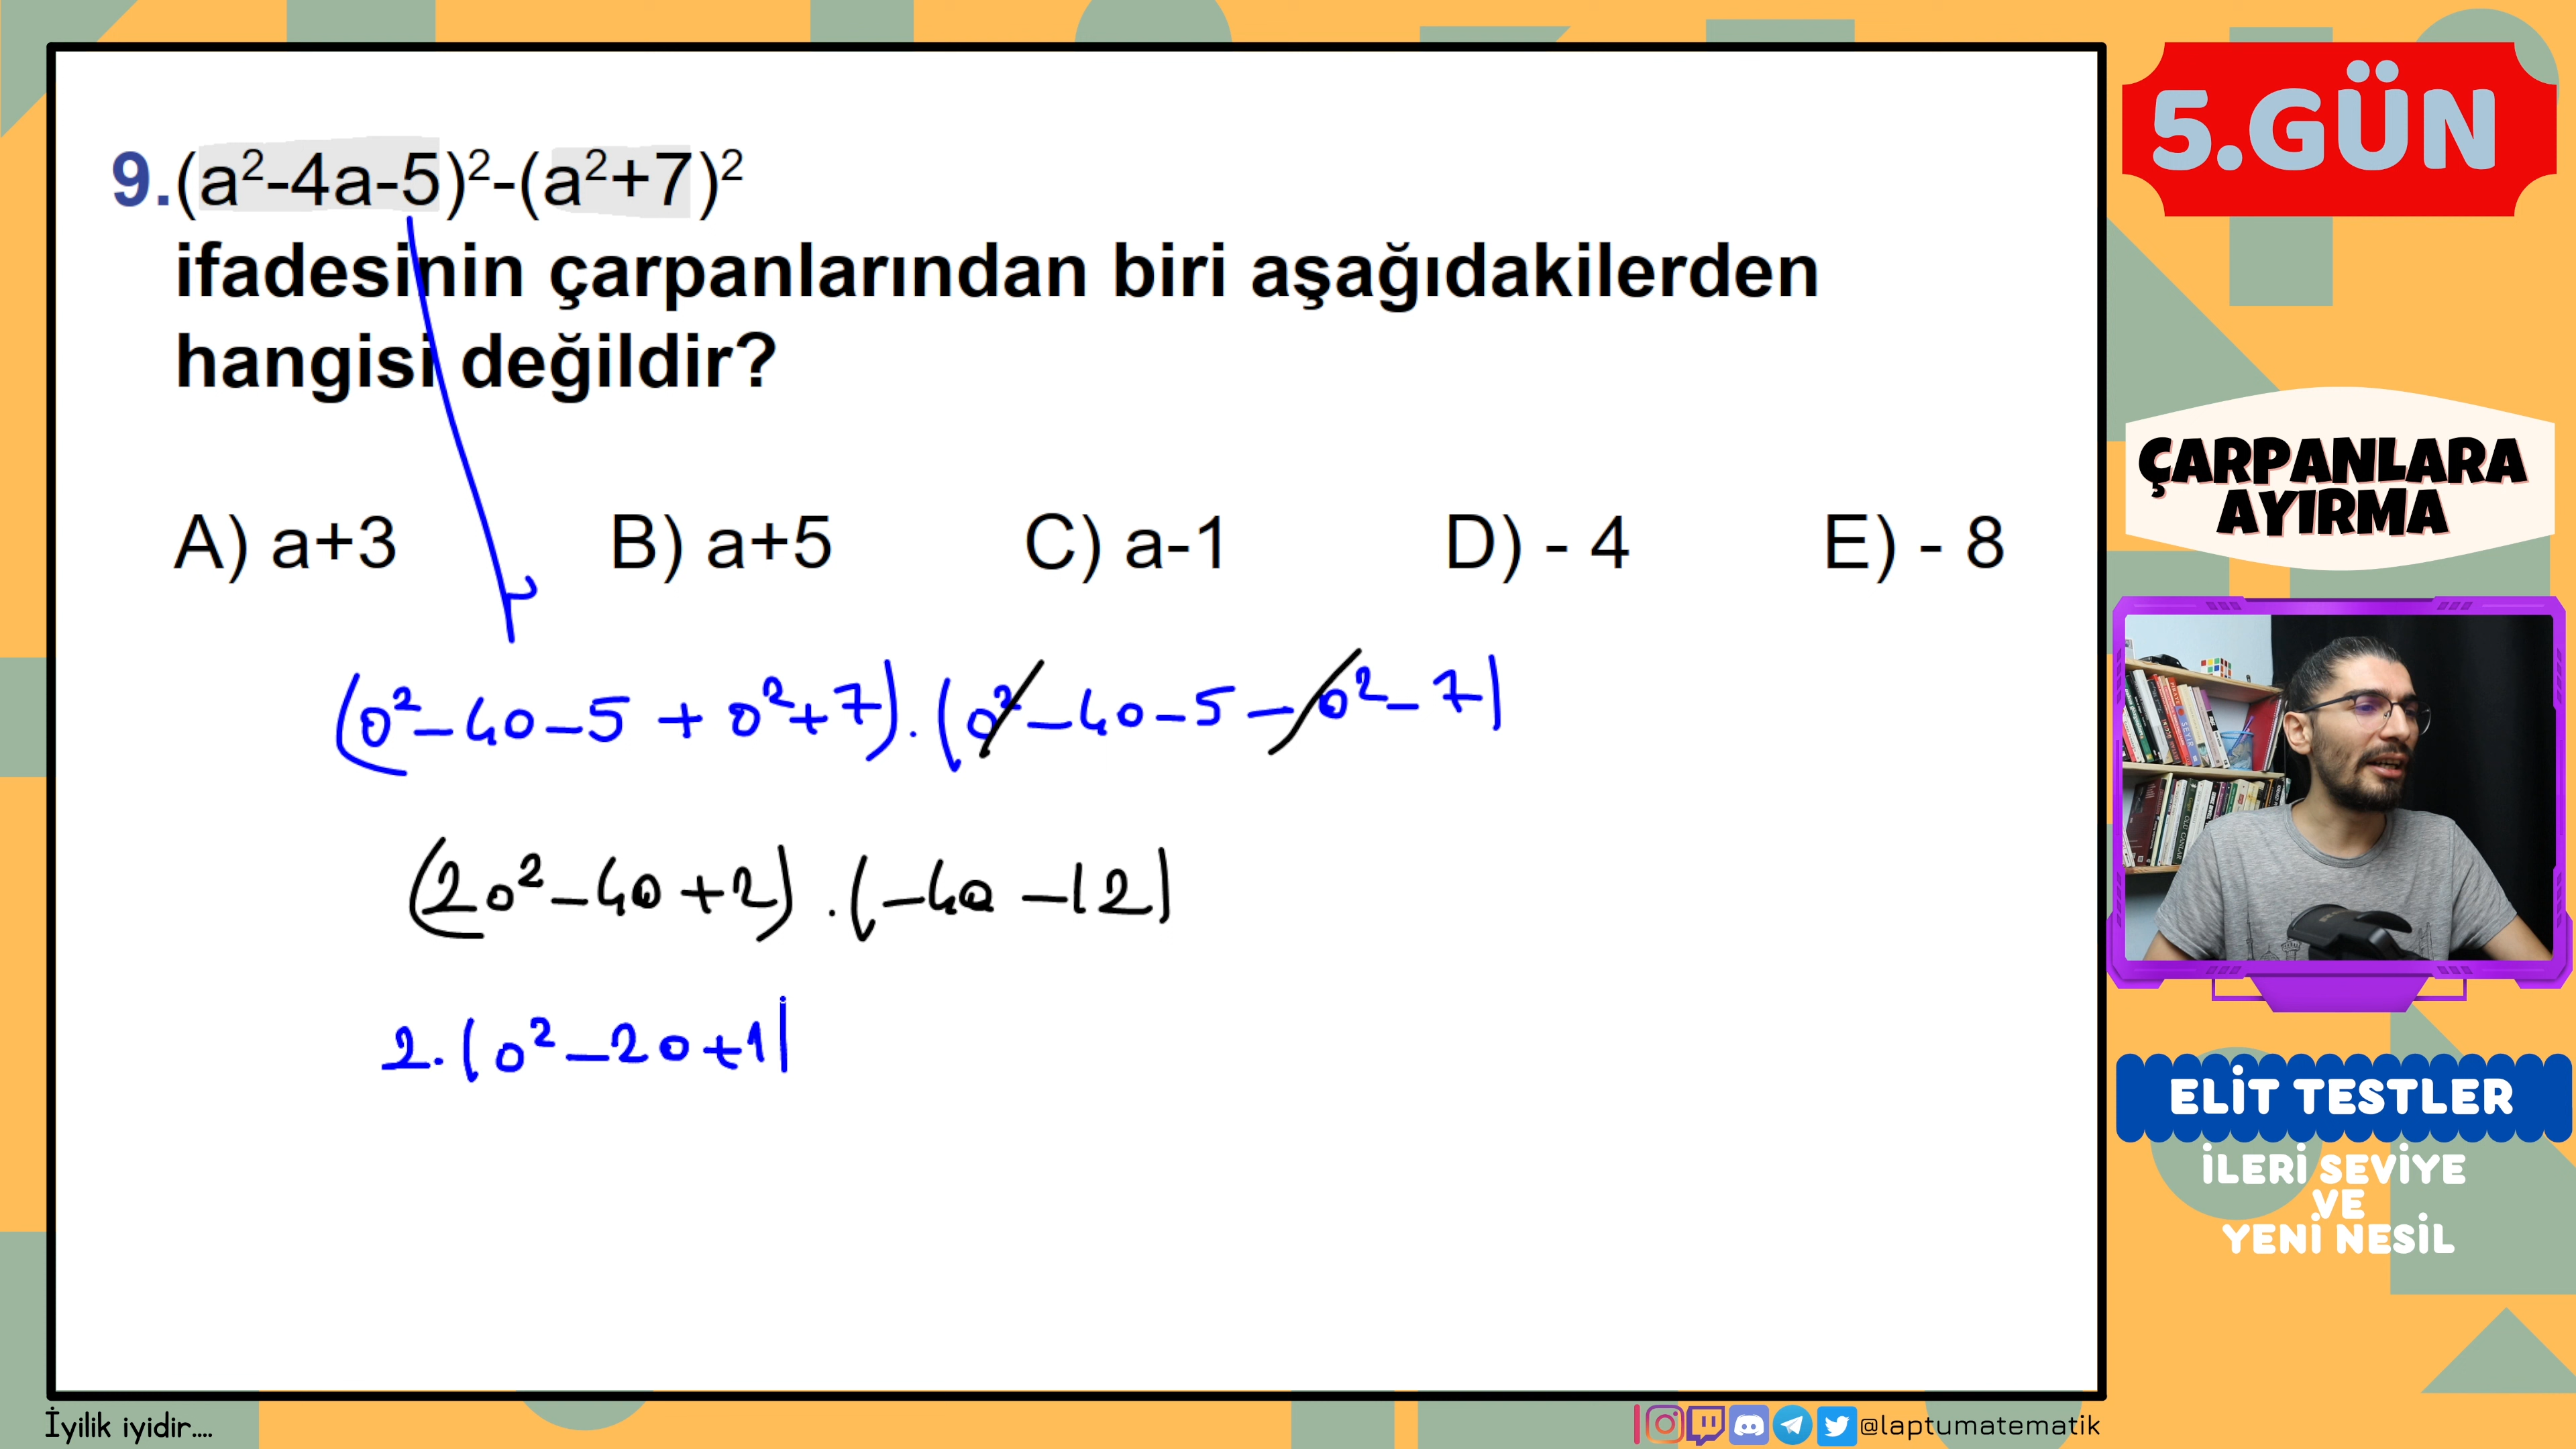 9.(a²-4a-5)²-(a²+7)²
ifadesinin çarpanlarından biri aşağıdakilerden
hangisi değildir?
A) a+3 B) a+5 C) a-1 D) - 4 E) - 8
(a²-4a-5+a²+7).(a²-4a-5-a²-7)
(2a²-4a+2).(-4a-12)
2.(a²-2a+1)
5.GÜN
ÇARPANLARA
AYIRMA
ELİT TESTLER
İLERİ SEVİYE
VE
YENİ NESİL
İyilik iyidir....
@laptumatematik